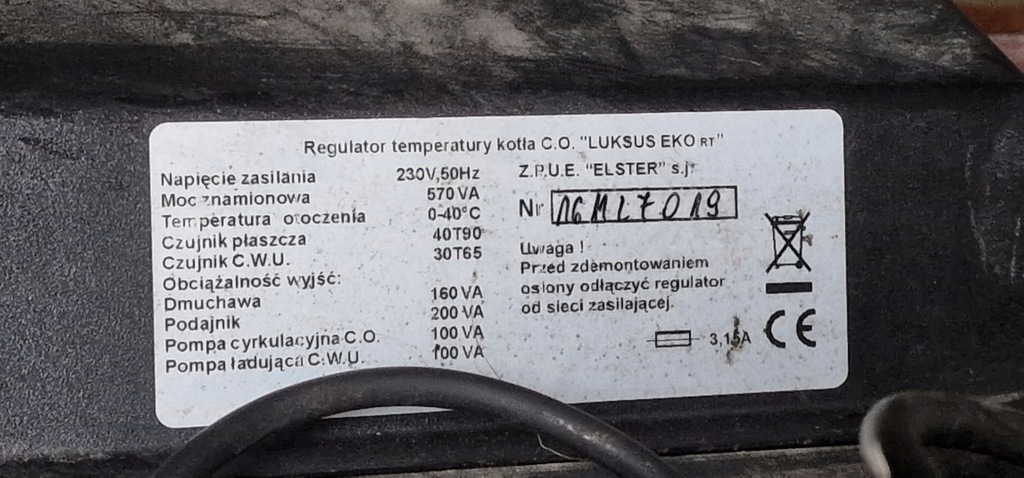 Regulator temperatury kotła C.O. "LUKSUS EKO RT"
Napięcie zasilania 230V,50Hz
Moc znamionowa 570 VA
Temperatura otoczenia 0-40°C
Czujnik płaszcza 40T90
Czujnik C.W.U. 30T65
Obciążalność wyjść:
Dmuchawa 160 VA
Podajnik 200 VA
Pompa cyrkulacyjna C.O. 100 VA
Pompa ładująca C.W.U. 100 VA
Z.P.U.E. "ELSTER" s.j.
Nr
Uwaga !
Przed zdemontowaniem
osłony odłączyć regulator
od sieci zasilającej.
3,15A
CE